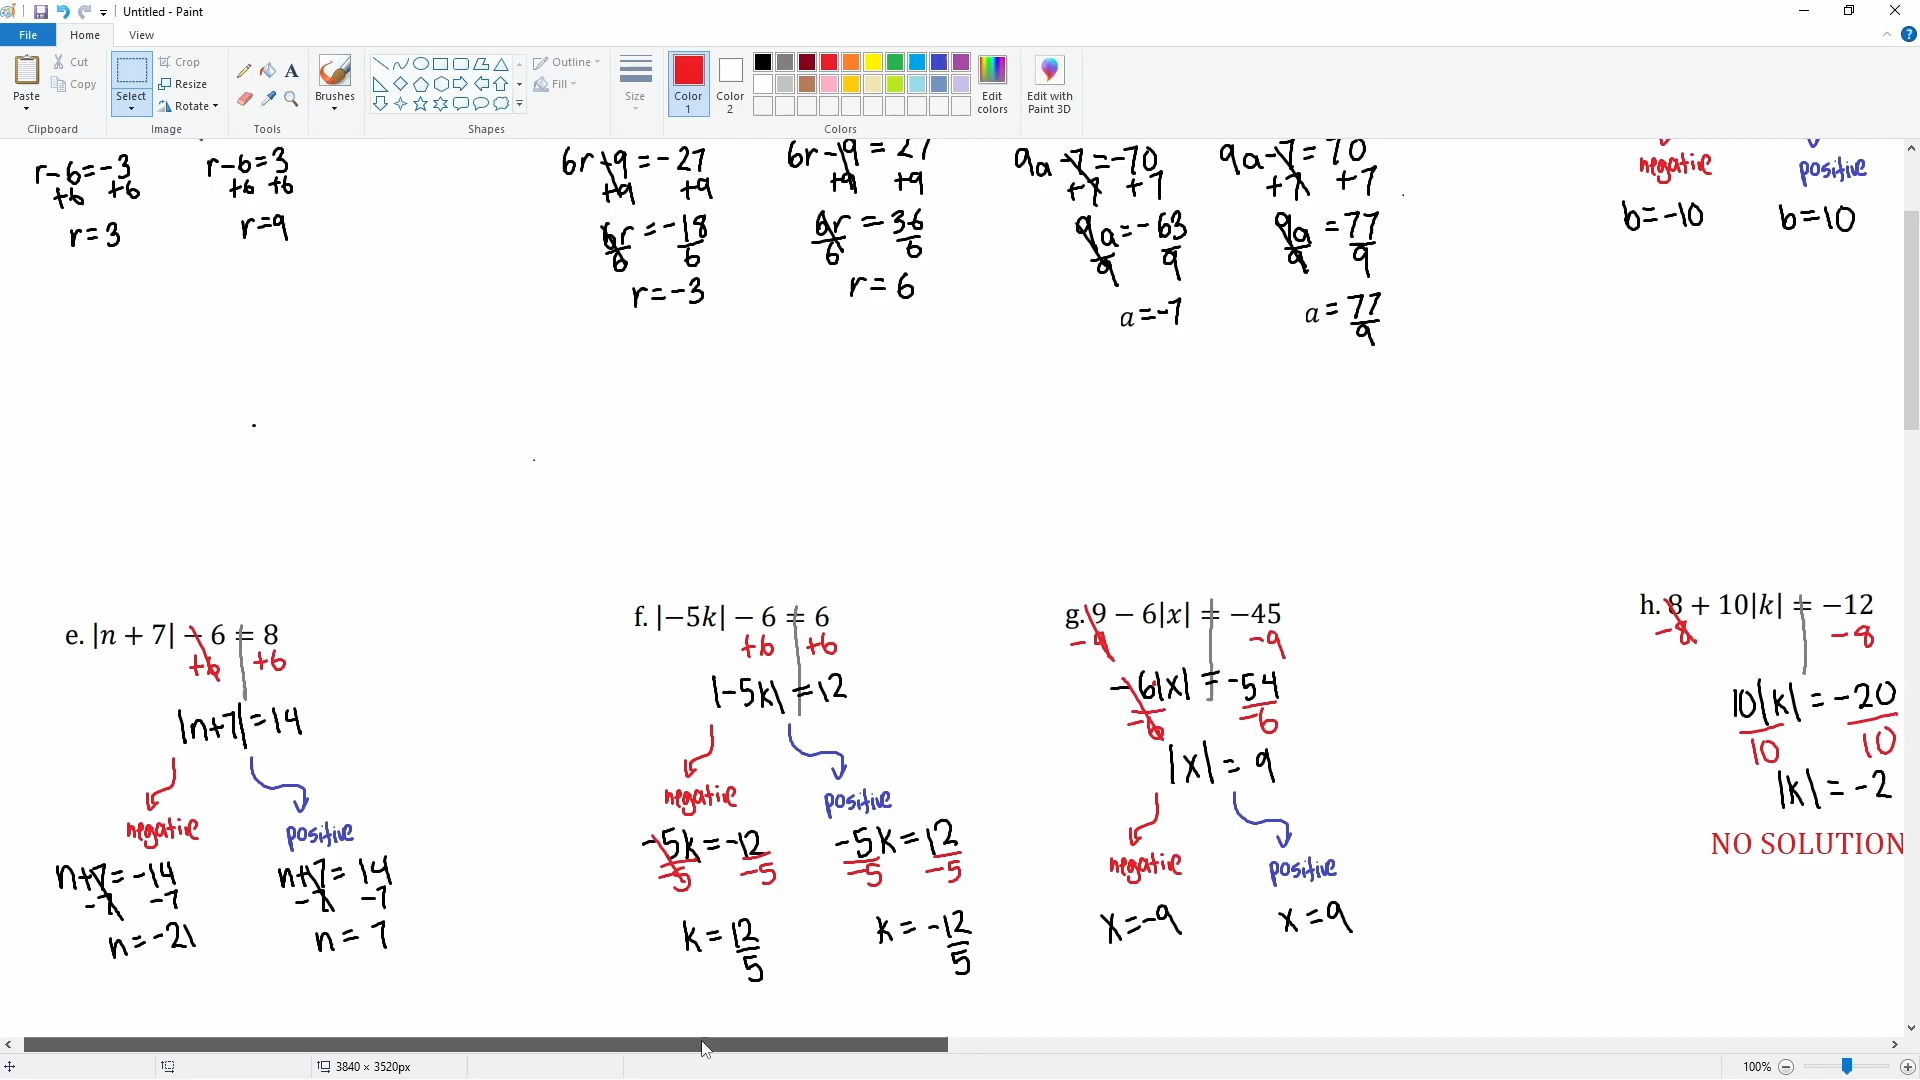 Untitled - Paint
File Home View
Paste Cut Copy Clipboard
Select Crop Resize Rotate Image
Tools
Brushes
Shapes Outline Fill
Size
Color 1 Color 2 Edit colors Colors
Edit with Paint 3D
r-6=-3 r-6=3
+6 +6 +6 +6
r=3 r=9
6r+9=-27 6r-9=27
+9 +9 +9 +9
6r=-18 6r=36
6 6 6 6
r=-3 r=6
9a-7=-70 9a-7=70
+7 +7 +7 +7
9a=-63 9a=77
9 9 9 9
a=-7 a=77/9
negative positive
b=-10 b=10
e. |n + 7| − 6 = 8
+6 +6
|n+7|=14
negative positive
n+7=-14 n+7=14
-7 -7 -7 -7
n=-21 n=7
f. |−5k| − 6 = 6
+6 +6
|-5k|=12
negative positive
-5k=-12 -5k=12
-5 -5 -5 -5
k=12/5 k=-12/5
g. 9 − 6|x| = −45
-9 -9
-6|x|=-54
-6 -6
|x|=9
negative positive
x=-9 x=9
h. 8 + 10|k| = −12
-8 -8
10|k|=-20
10 10
|k|=-2
NO SOLUTION
3840 × 3520px 100%